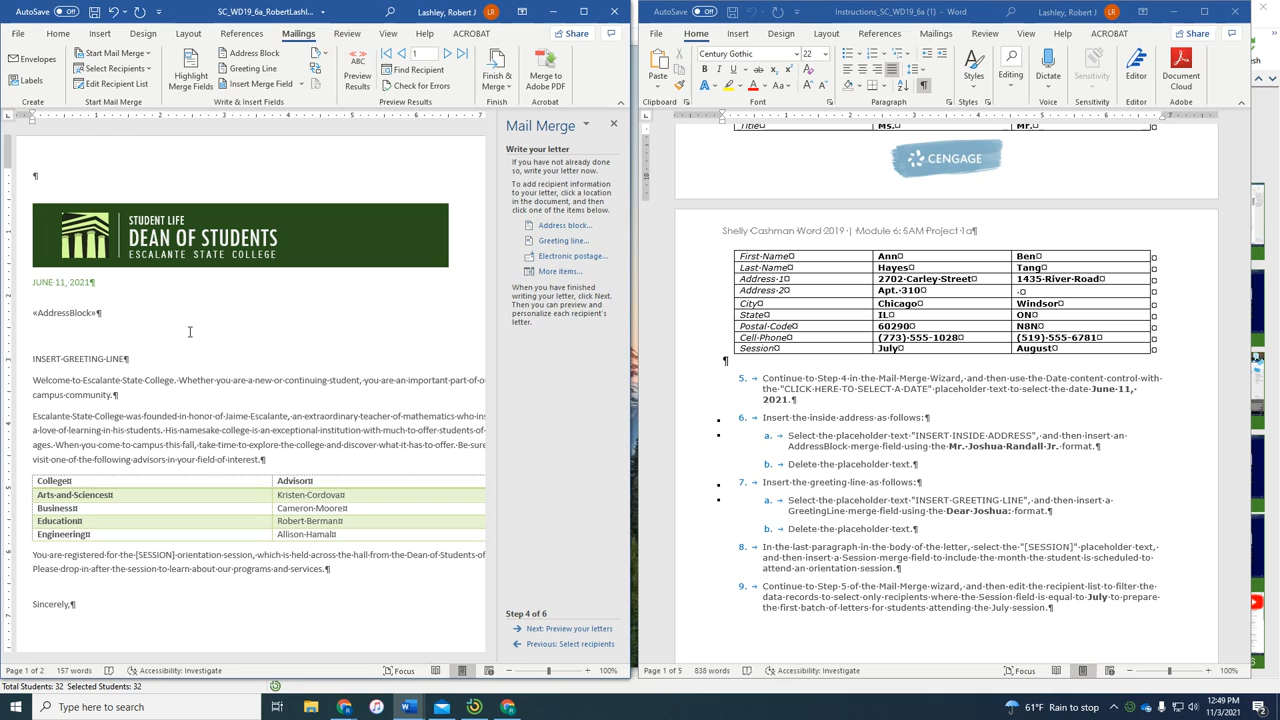 AutoSave Off SC_WD19_6a (1) Lashley, Robert J LR
File Home Insert Draw Design Layout References Mailings Review View Help ACROBAT Share
Envelopes
Labels
Create
Start Mail Merge
Select Recipients
Edit Recipient List
Start Mail Merge
Highlight
Merge Fields
Address Block
Greeting Line
Insert Merge Field
Write & Insert Fields
ABC
Preview
Results
1
Find Recipient
Check for Errors
Preview Results
Finish &
Merge
Finish
Merge to
Adobe PDF
Acrobat
¶
STUDENT LIFE
DEAN OF STUDENTS
ESCALANTE STATE COLLEGE
JUNE·11,·2021¶
«AddressBlock»¶
INSERT·GREETING·LINE¶
Welcome·to·Escalante·State·College.·Whether·you·are·a·new·or·continuing·student,·you·are·an·important·part·of·o
campus·community.¶
Escalante·State·College·was·founded·in·honor·of·Jaime·Escalante,·an·extraordinary·teacher·of·mathematics·who·ins
a·love·of·learning·in·his·students.··His·namesake·college·is·an·exceptional·institution·with·much·to·offer·students·of·
ages.·When·you·come·to·campus·this·fall,·take·time·to·explore·the·college·and·discover·what·it·has·to·offer.·Be·sure
visit·one·of·the·following·advisors·in·your·field·of·interest.¶
College¤ Advisor¤
Arts·and·Sciences¤ Kristen·Cordova¤
Business¤ Cameron·Moore¤
Education¤ Robert·Berman¤
Engineering¤ Allison·Hamal¤
You·are·registered·for·the·[SESSION]·orientation·session,·which·is·held·across·the·hall·from·the·Dean·of·Students·of
Please·drop·in·after·the·session·to·learn·about·our·programs·and·services.¶
Sincerely,¶
Mail Merge
Write your letter
If you have not already done
so, write your letter now.
To add recipient information
to your letter, click a location
in the document, and then
click one of the items below.
Address block...
Greeting line...
Electronic postage...
More items...
When you have finished
writing your letter, click Next.
Then you can preview and
personalize each recipient's
letter.
Step 4 of 6
Next: Preview your letters
Previous: Select recipients
Page 1 of 2 157 words Accessibility: Investigate Focus 100%
Total Students: 32 Selected Students: 32
AutoSave Off SC_WD19_6a (1) Lashley, Robert J LR
File Home Insert Draw Design Layout References Mailings Review View Help ACROBAT Share
Paste
Clipboard
Century Gothic 22
B I U ab x₂ x²
A A Aa A A
Font
Paragraph
Styles
Styles
Editing
Dictate
Voice
Sensitivity
Sensitivity
Editor
Editor
Document
Cloud
Adobe
Title¤ Ms.¤ Mr.¤
CENGAGE
Shelly·Cashman·Word·2019·|·Module·6:·SAM·Project·1a¶
First·Name¤ Ann¤ Ben¤
Last·Name¤ Hayes¤ Tang¤
Address·1¤ 2702·Carley·Street¤ 1435·River·Road¤
Address·2¤ Apt.·310¤ ·¤
City¤ Chicago¤ Windsor¤
State¤ IL¤ ON¤
Postal·Code¤ 60290¤ N8N¤
Cell·Phone¤ (773)·555-1028¤ (519)·555-6781¤
Session¤ July¤ August¤
¶
5. Continue·to·Step·4·in·the·Mail·Merge·Wizard,·and·then·use·the·Date·content·control·with·
the·"CLICK·HERE·TO·SELECT·A·DATE"·placeholder·text·to·select·the·date·June·11,·
2021.¶
6. Insert·the·inside·address·as·follows:¶
a. Select·the·placeholder·text·"INSERT·INSIDE·ADDRESS",·and·then·insert·an·
AddressBlock·merge·field·using·the·Mr.·Joshua·Randall·Jr.·format.¶
b. Delete·the·placeholder·text.¶
7. Insert·the·greeting·line·as·follows:¶
a. Select·the·placeholder·text·"INSERT·GREETING·LINE",·and·then·insert·a·
GreetingLine·merge·field·using·the·Dear·Joshua:·format.¶
b. Delete·the·placeholder·text.¶
8. In·the·last·paragraph·in·the·body·of·the·letter,·select·the·"[SESSION]"·placeholder·text,·
and·then·insert·a·Session·merge·field·to·include·the·month·the·student·is·scheduled·to·
attend·an·orientation·session.¶
9. Continue·to·Step·5·of·the·Mail·Merge·wizard,·and·then·edit·the·recipient·list·to·filter·the·
data·records·to·select·only·recipients·where·the·Session·field·is·equal·to·July·to·prepare·
the·first·batch·of·letters·for·students·attending·the·July·session.¶
Page 1 of 5 838 words Accessibility: Investigate Focus 100%
Type here to search
61°F Rain to stop
12:49 PM
11/3/2021